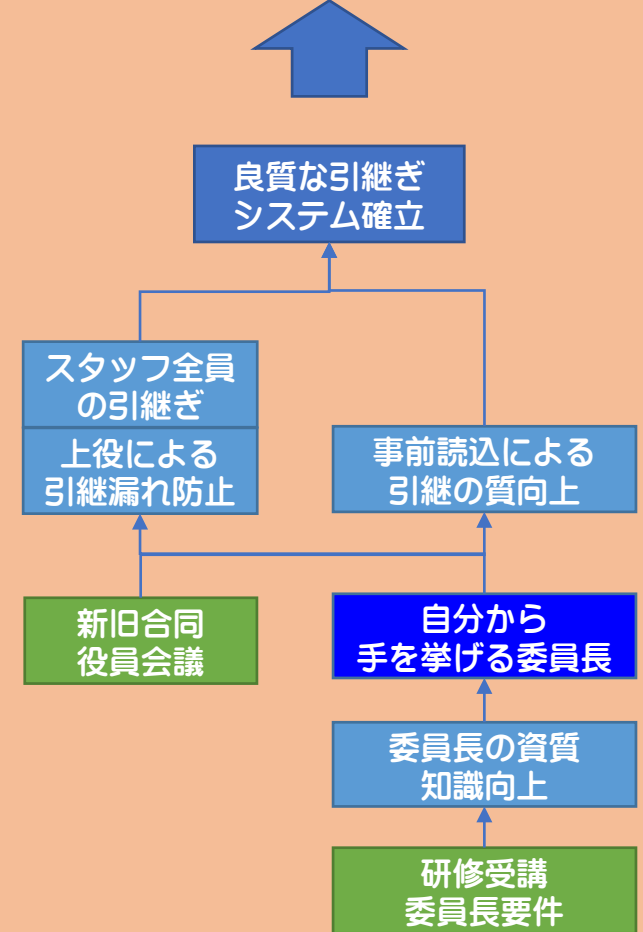 良質な引継ぎ
システム確立
スタッフ全員
の引継ぎ
上役による
引継漏れ防止
事前読込による
引継の質向上
新旧合同
役員会議
自分から
手を挙げる委員長
委員長の資質
知識向上
研修受講
委員長要件